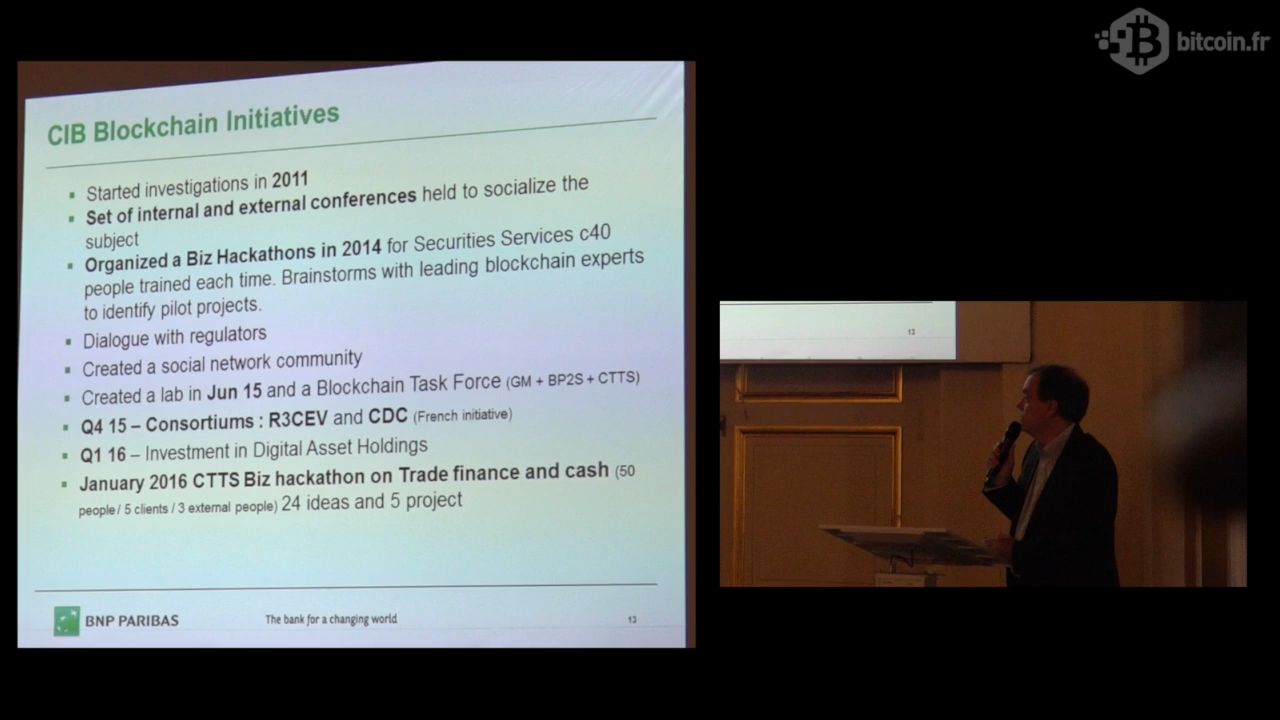 bitcoin.fr
CIB Blockchain Initiatives
▪ Started investigations in 2011
▪ Set of internal and external conferences held to socialize the
subject
▪ Organized a Biz Hackathons in 2014 for Securities Services c40
people trained each time. Brainstorms with leading blockchain experts
to identify pilot projects.
▪ Dialogue with regulators
▪ Created a social network community
▪ Created a lab in Jun 15 and a Blockchain Task Force (GM + BP2S + CTTS)
▪ Q4 15 – Consortiums : R3CEV and CDC (French initiative)
▪ Q1 16 – Investment in Digital Asset Holdings
▪ January 2016 CTTS Biz hackathon on Trade finance and cash (50
people / 5 clients / 3 external people) 24 ideas and 5 project
BNP PARIBAS The bank for a changing world 13
13